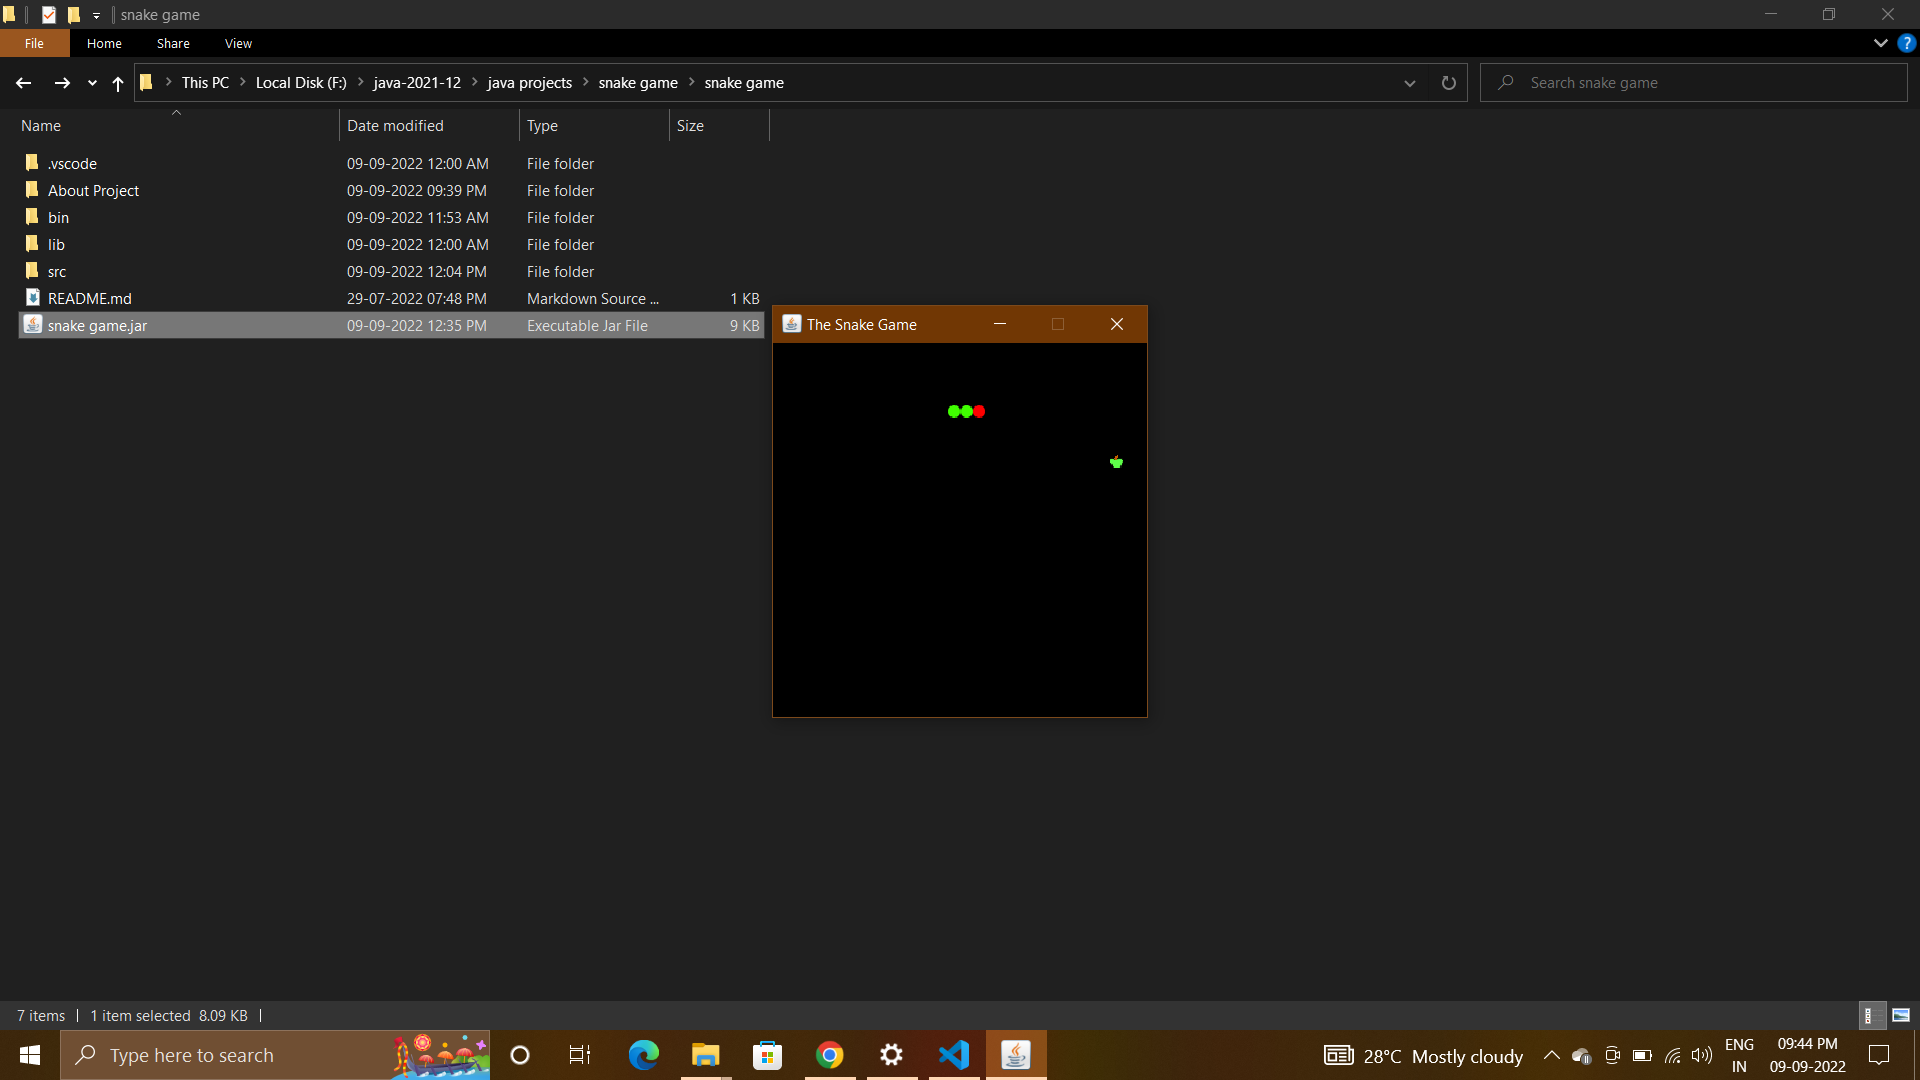 snake game
File Home Share View
This PC Local Disk (F:) java-2021-12 java projects snake game snake game
Search snake game
Name Date modified Type Size
.vscode 09-09-2022 12:00 AM File folder
About Project 09-09-2022 09:39 PM File folder
bin 09-09-2022 11:53 AM File folder
lib 09-09-2022 12:00 AM File folder
src 09-09-2022 12:04 PM File folder
README.md 29-07-2022 07:48 PM Markdown Source ... 1 KB
snake game.jar 09-09-2022 12:35 PM Executable Jar File 9 KB
The Snake Game
7 items 1 item selected 8.09 KB
Type here to search
28°C Mostly cloudy
ENG
IN
09:44 PM
09-09-2022